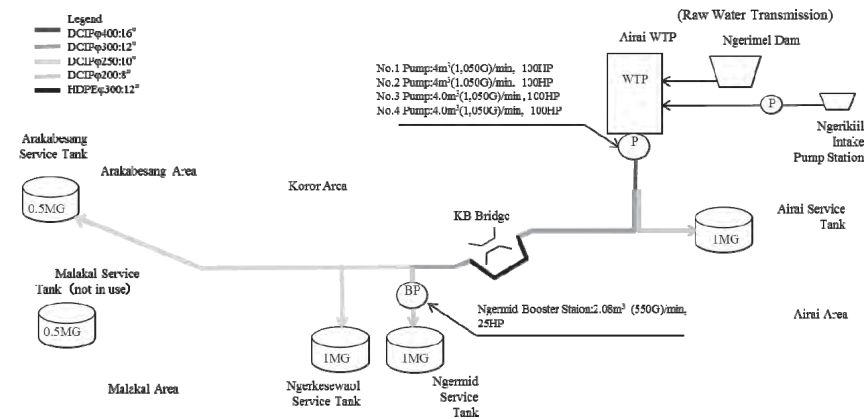 Legend
DCIPφ400:16"
DCIPφ300:12"
DCIPφ250:10"
DCIPφ200:8"
HDPEφ300:12"
(Raw Water Transmission)
Airai WTP
Ngerimel Dam
No.1 Pump:4m³(1,050G)/min, 100HP
No.2 Pump:4m³(1.050G)/min. 100HP
No.3 Pump:4.0m³(1,050G)/min, 100HP
No.4 Pump:4.0m³(1,050G)/min, 100HP
WTP
P
P
Ngerikiil
Intake
Pump Station
Arakabesang
Service Tank
Arakabesang Area
0.5MG
Koror Area
KB Bridge
Airai Service
Tank
1MG
Malakal Service
Tank (not in use)
0.5MG
BP
Ngermid Booster Staion:2.08m³ (550G)/min,
25HP
Airai Area
1MG
1MG
Malakal Area
Ngerkesewaol
Service Tank
Ngermid
Service
Tank